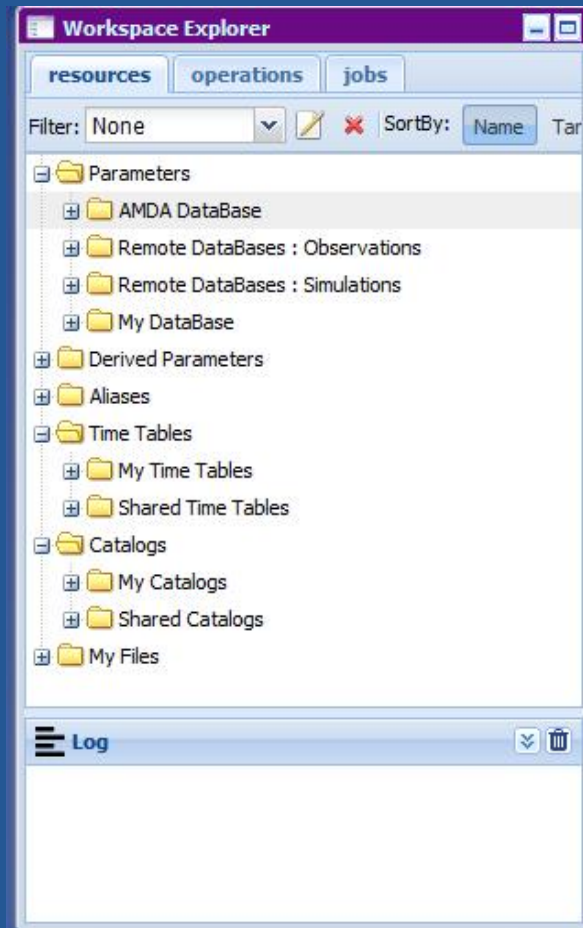 Workspace Explorer
resources operations jobs
Filter: None SortBy: Name Tar
Parameters
AMDA DataBase
Remote DataBases : Observations
Remote DataBases : Simulations
My DataBase
Derived Parameters
Aliases
Time Tables
My Time Tables
Shared Time Tables
Catalogs
My Catalogs
Shared Catalogs
My Files
Log